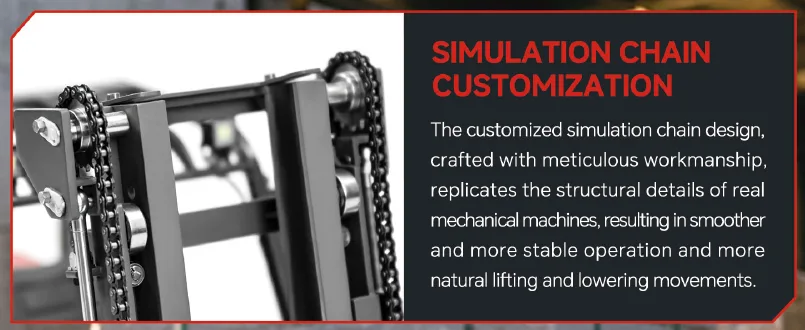 SIMULATION CHAIN
CUSTOMIZATION
The customized simulation chain design,
crafted with meticulous workmanship,
replicates the structural details of real
mechanical machines, resulting in smoother
and more stable operation and more
natural lifting and lowering movements.